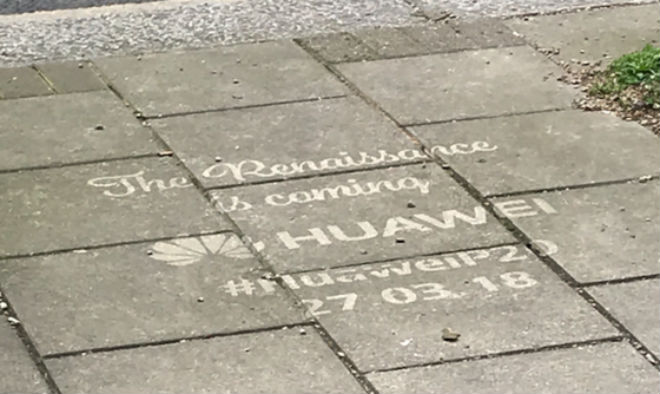 The Renaissance
is coming
HUAWEI
#HuaweiP20
27.03.18